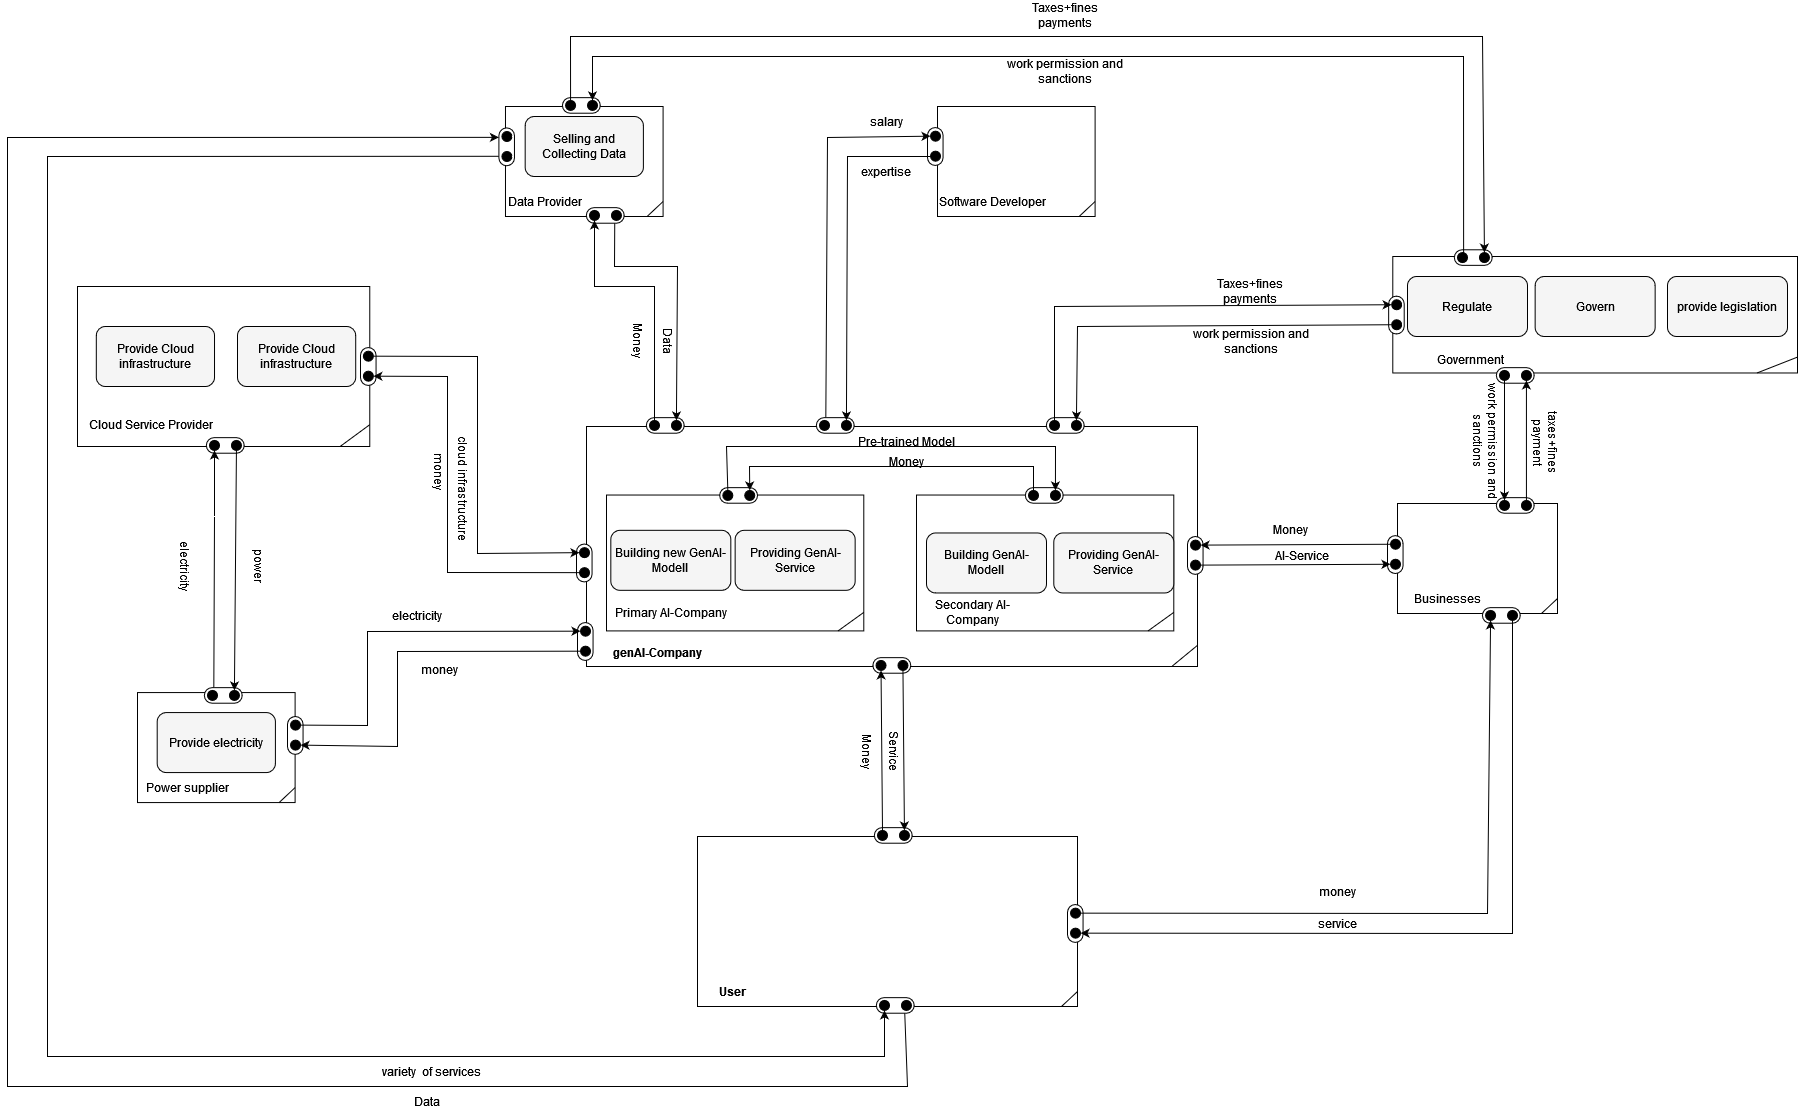 Taxes+fines
payments
work permission and
sanctions
Selling and
Collecting Data
Data Provider
salary
expertise
Software Developer
Taxes+fines
payments
work permission and
sanctions
Regulate
Govern
provide legislation
Government
Provide Cloud
infrastructure
Provide Cloud
infrastructure
Cloud Service Provider
Money
Data
work permission and
sanctions
taxes+fines
payment
cloud infrastructure
money
Pre-trained Model
Money
Building new GenAI-
Modell
Providing GenAI-
Service
Primary AI-Company
Building GenAI-
Modell
Providing GenAI-
Service
Secondary AI-
Company
genAI-Company
Money
AI-Service
Businesses
electricity
power
electricity
money
Provide electricity
Power supplier
Money
Service
money
service
User
variety of services
Data